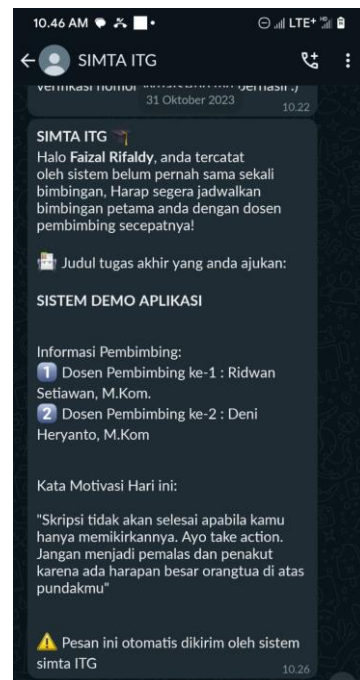 10.46 AM
LTE+
SIMTA ITG
verifikasi nomor
31 Oktober 2023
10.22
SIMTA ITG
Halo Faizal Rifaldy, anda tercatat
oleh sistem belum pernah sama sekali
bimbingan, Harap segera jadwalkan
bimbingan petama anda dengan dosen
pembimbing secepatnya!
Judul tugas akhir yang anda ajukan:
SISTEM DEMO APLIKASI
Informasi Pembimbing:
1 Dosen Pembimbing ke-1 : Ridwan
Setiawan, M.Kom.
2 Dosen Pembimbing ke-2 : Deni
Heryanto, M.Kom
Kata Motivasi Hari ini:
"Skripsi tidak akan selesai apabila kamu
hanya memikirkannya. Ayo take action.
Jangan menjadi pemalas dan penakut
karena ada harapan besar orangtua di atas
pundakmu"
⚠️ Pesan ini otomatis dikirim oleh sistem
simta ITG
10.26